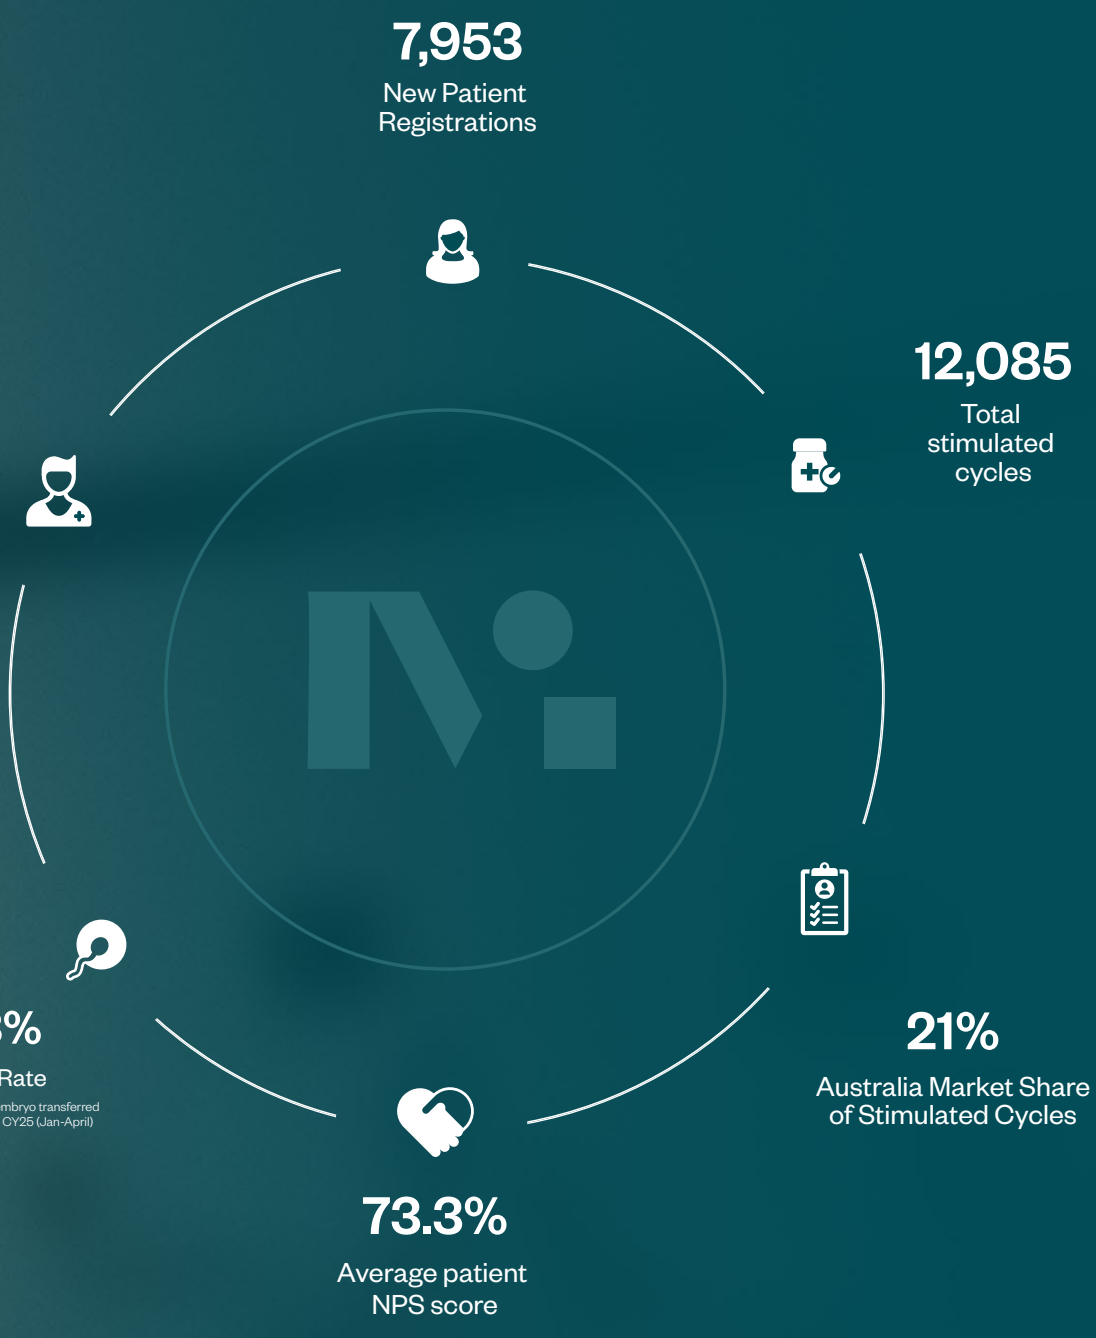 7,953
New Patient
Registrations
12,085
Total
stimulated
cycles
21%
Australia Market Share
of Stimulated Cycles
%
Rate
transferred
CY25 (Jan-April)
73.3%
Average patient
NPS score